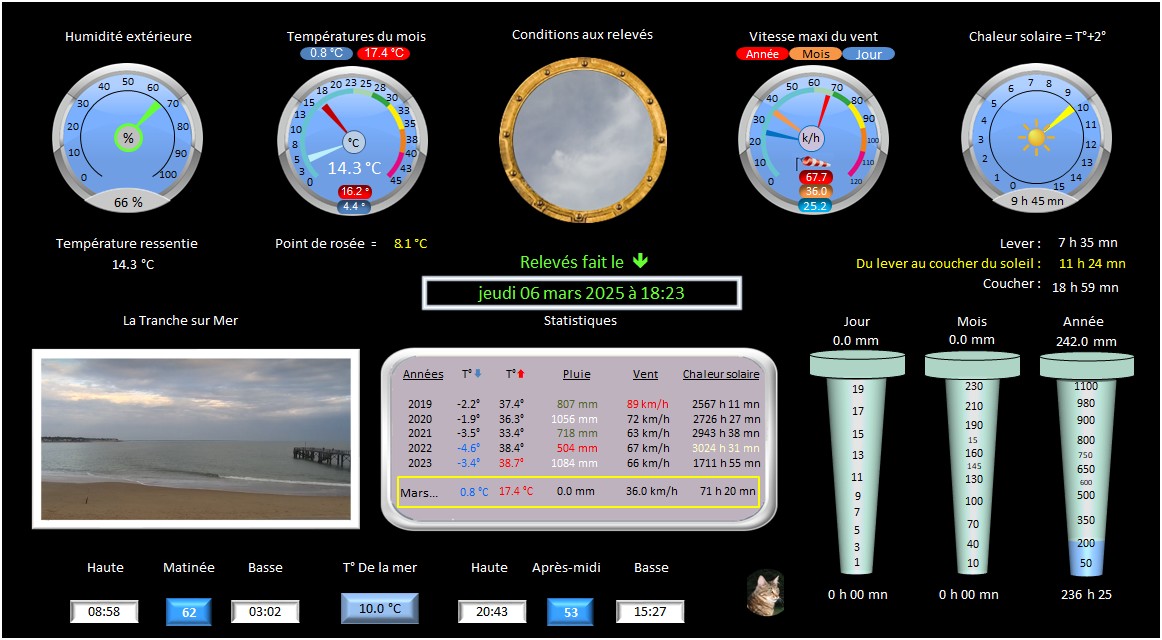 Humidité extérieure
0 10 20 30 40 50 60 70 80 90 100
%
66 %
Températures du mois
0.8 °C 17.4 °C
0 3 5 8 10 13 15 18 20 23 25 28 30 33 35 38 40 43 45
°C
14.3 °C
16.2 °
4.4 °
Conditions aux relevés
Vitesse maxi du vent
Année Mois Jour
0 10 20 30 40 50 60 70 80 90 100 110 120
k/h
67.7
36.0
25.2
Chaleur solaire = T°+2°
0 1 2 3 4 5 6 7 8 9 10 11 12 13 14 15
9 h 45 mn
Température ressentie
14.3 °C
Point de rosée = 8.1 °C
Relevés fait le
jeudi 06 mars 2025 à 18:23
Lever : 7 h 35 mn
Du lever au coucher du soleil : 11 h 24 mn
Coucher : 18 h 59 mn
La Tranche sur Mer
Statistiques
Années T° T° Pluie Vent Chaleur solaire
2019 -2.2° 37.4° 807 mm 89 km/h 2567 h 11 mn
2020 -1.9° 36.3° 1056 mm 72 km/h 2726 h 27 mn
2021 -3.5° 33.4° 718 mm 63 km/h 2943 h 38 mn
2022 -4.6° 38.4° 504 mm 67 km/h 3024 h 31 mn
2023 -3.4° 38.7° 1084 mm 66 km/h 1711 h 55 mn
Mars... 0.8 °C 17.4 °C 0.0 mm 36.0 km/h 71 h 20 mn
Jour
0.0 mm
19
17
15
13
11
9
7
5
3
1
0 h 00 mn
Mois
0.0 mm
230
210
190
15
160
145
130
100
70
40
10
0 h 00 mn
Année
242.0 mm
1100
980
900
800
750
650
600
500
350
200
50
236 h 25
Haute Matinée Basse
08:58 62 03:02
T° De la mer
10.0 °C
Haute Après-midi Basse
20:43 53 15:27